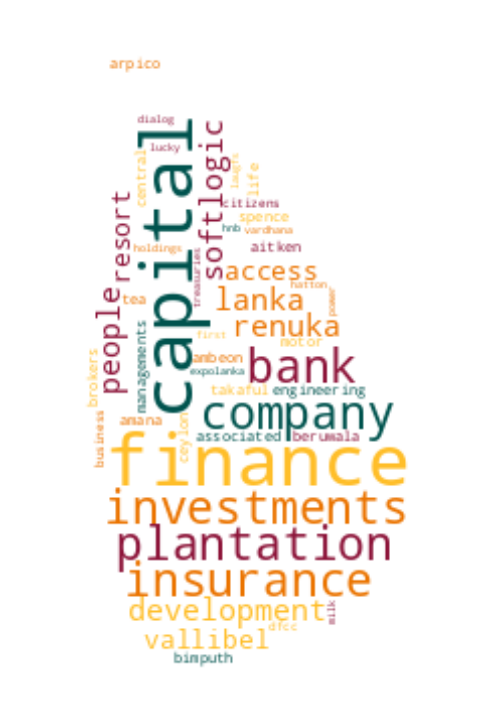 arpico
dialog
lucky
central
capital
softlogic
laughs
life
citizens
spence
hnb
vardhana
aitken
resort
holdings
treasuries
access
hatton
power
tea
lanka
people
renuka
managements
first
motor
ambeon
expolanka
bank
brokers
takaful
engineering
business
amana
ceylon
company
associated
beruwala
finance
investments
plantation
insurance
development
milk
dfcc
vallibel
bimputh